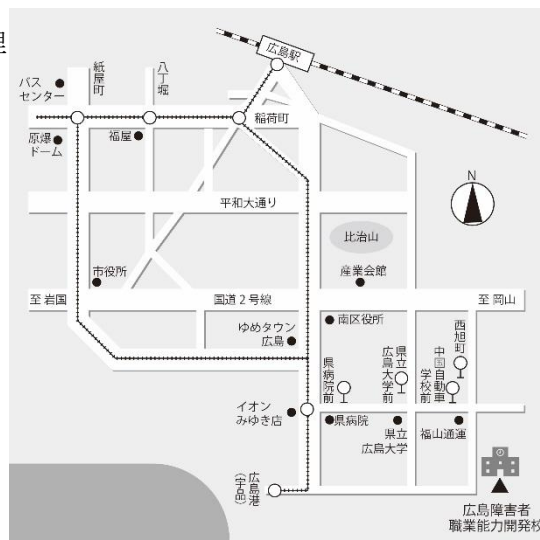 理
広島駅
紙屋町
八丁堀
バス
センター
原爆
ドーム
福屋
稲荷町
N
平和大通り
比治山
市役所
産業会館
至 岩国
国道2号線
至 岡山
ゆめタウン
広島
南区役所
県病院前
県立
広島大学前
中国自動車
学校前
西旭町
イオン
みゆき店
県病院
県立
広島大学
福山通運
広島港
(宇品)
広島障害者
職業能力開発校